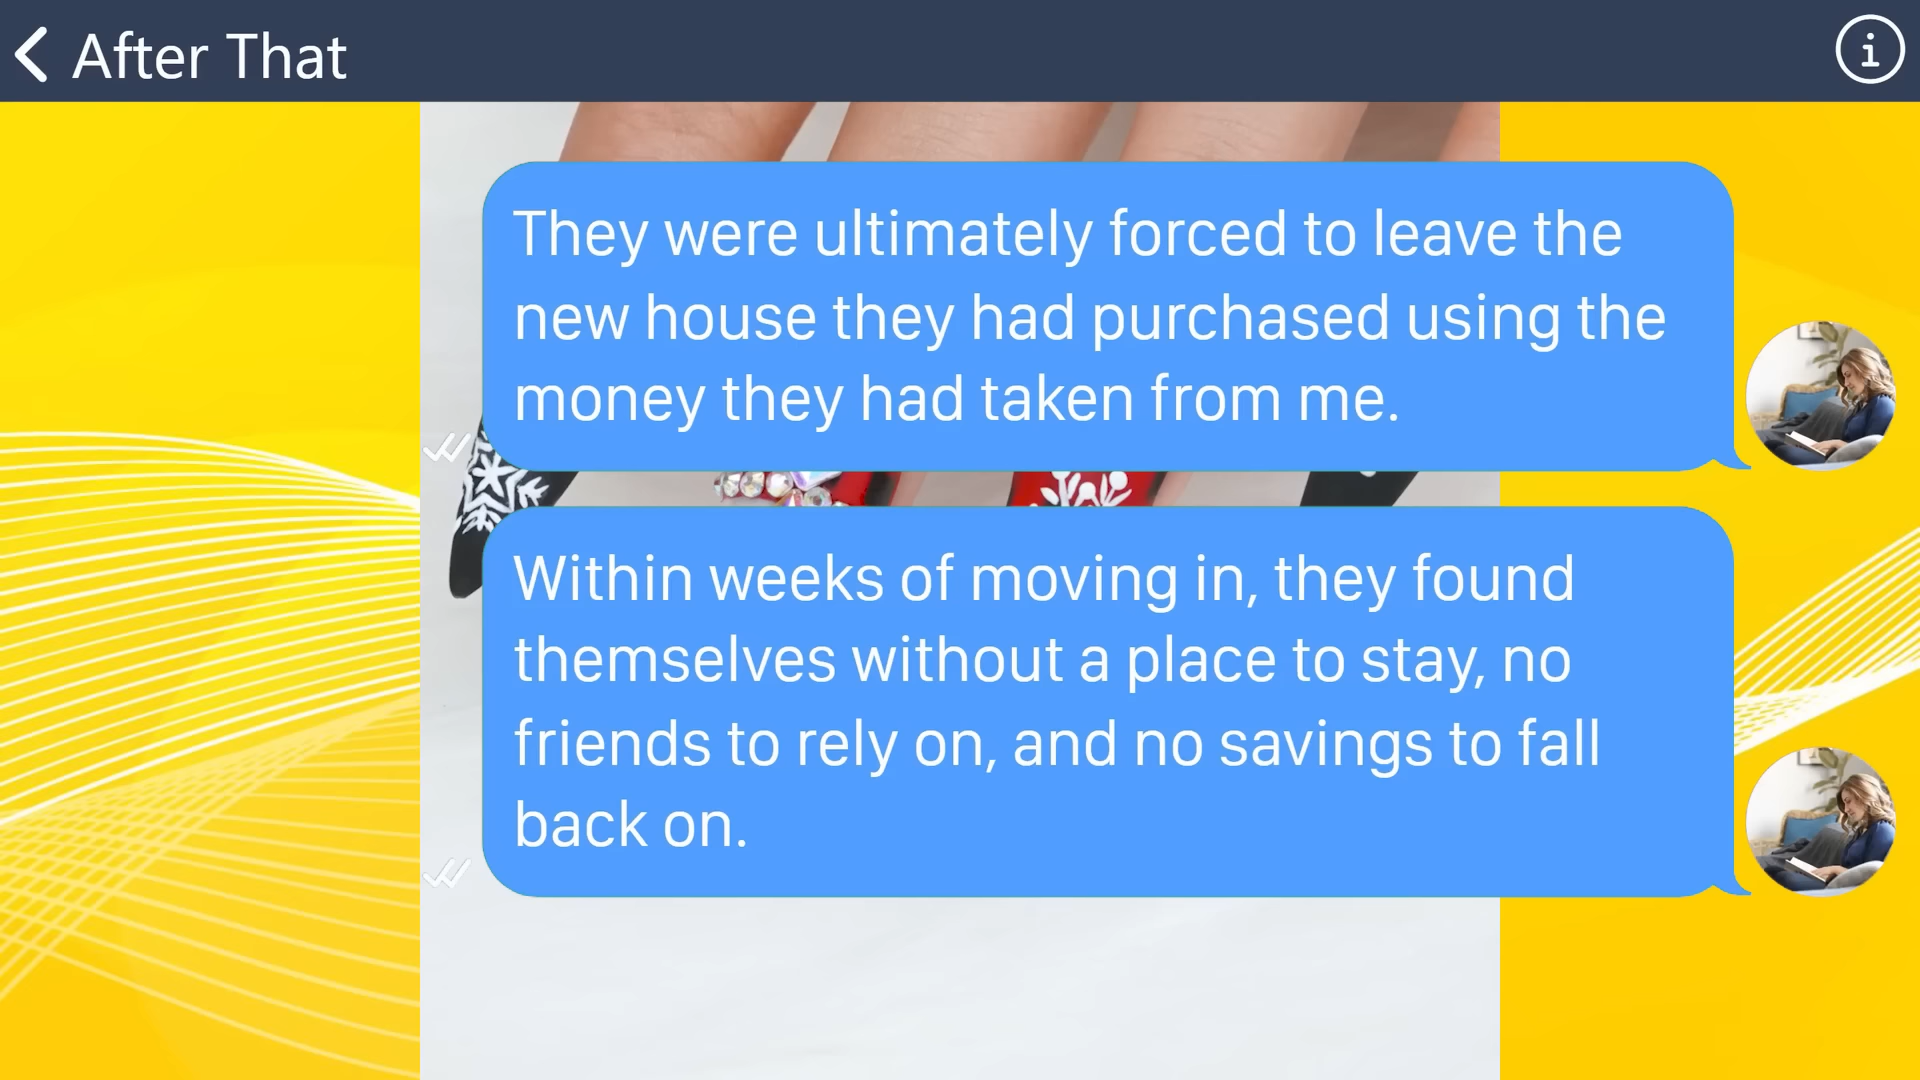 After That
They were ultimately forced to leave the
new house they had purchased using the
money they had taken from me.
Within weeks of moving in, they found
themselves without a place to stay, no
friends to rely on, and no savings to fall
back on.